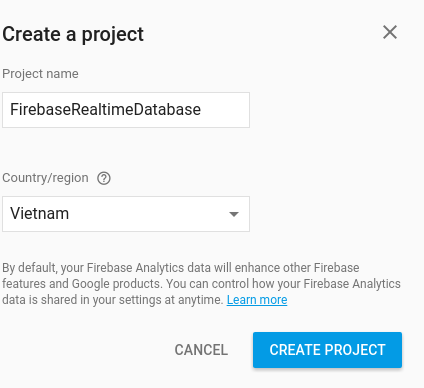 Create a project
Project name
FirebaseRealtimeDatabase
Country/region
Vietnam
By default, your Firebase Analytics data will enhance other Firebase
features and Google products. You can control how your Firebase Analytics
data is shared in your settings at anytime. Learn more
CANCEL
CREATE PROJECT